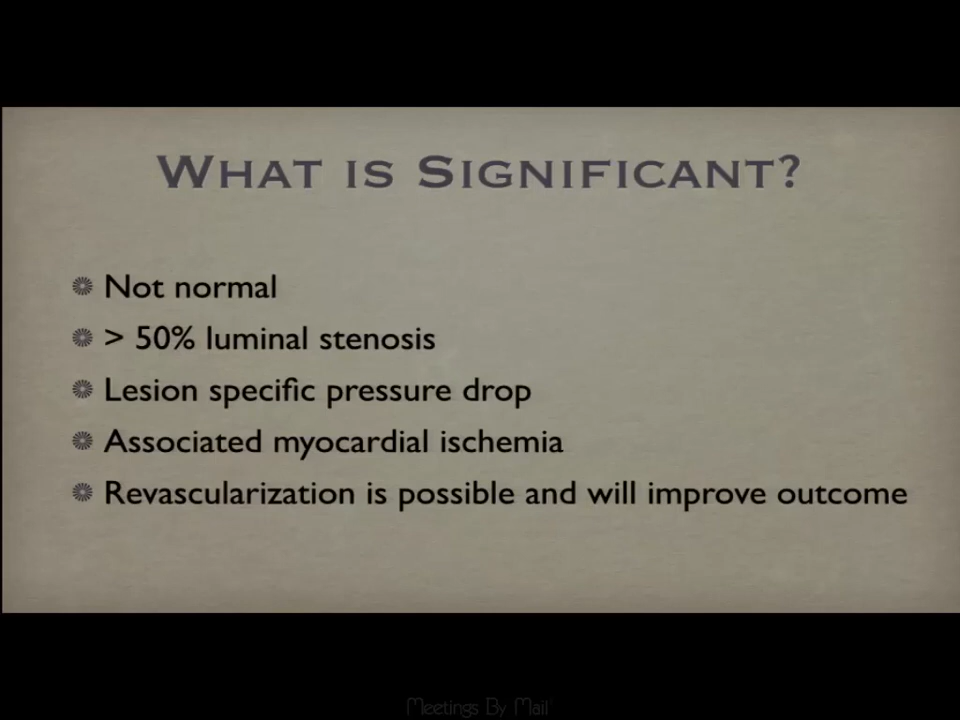 What is Significant?
Not normal
> 50% luminal stenosis
Lesion specific pressure drop
Associated myocardial ischemia
Revascularization is possible and will improve outcome
Meetings By Mail